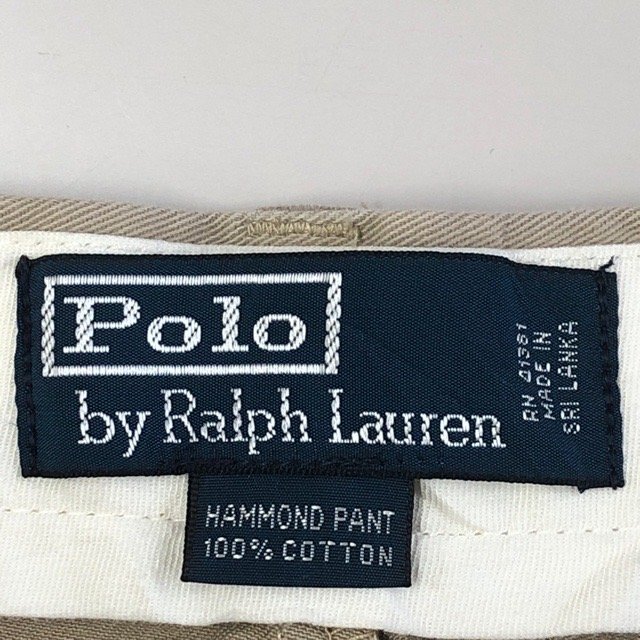 Polo
by Ralph Lauren
RN 41381
MADE IN
SRI LANKA
HAMMOND PANT
100% COTTON